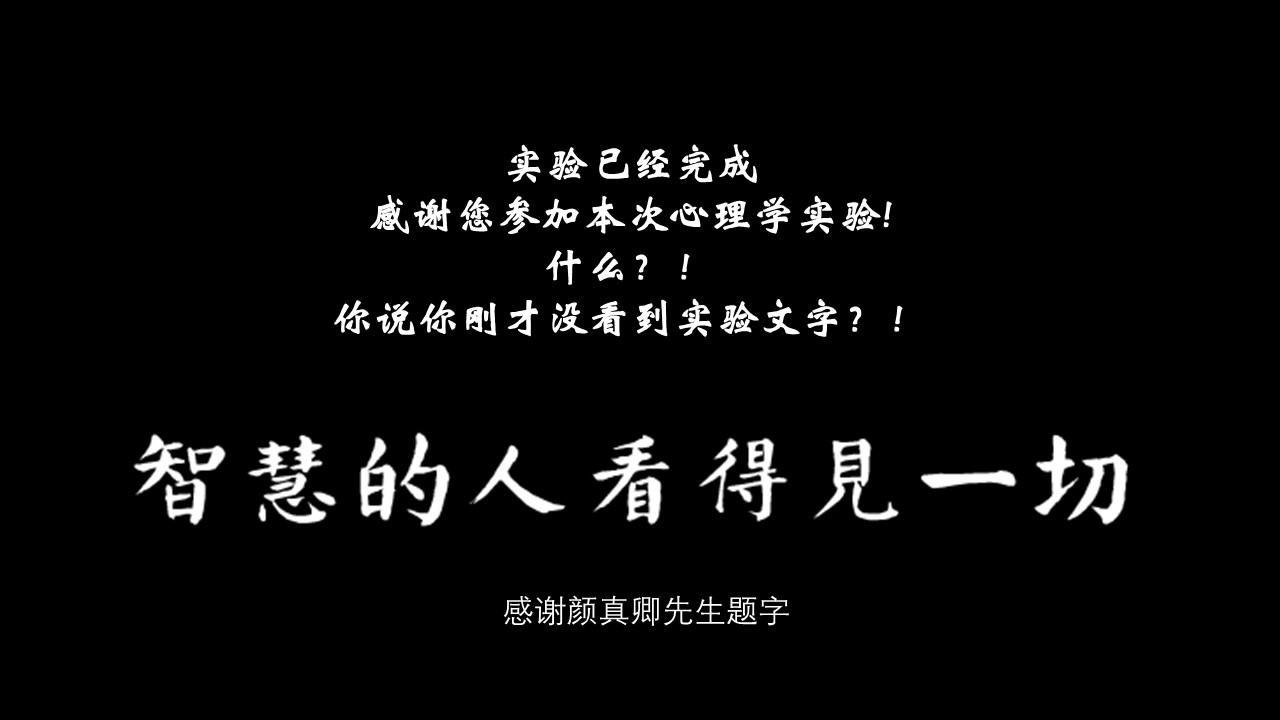 实验已经完成
感谢您参加本次心理学实验!
什么？！
你说你刚才没看到实验文字？！
智慧的人看得見一切
感谢颜真卿先生题字